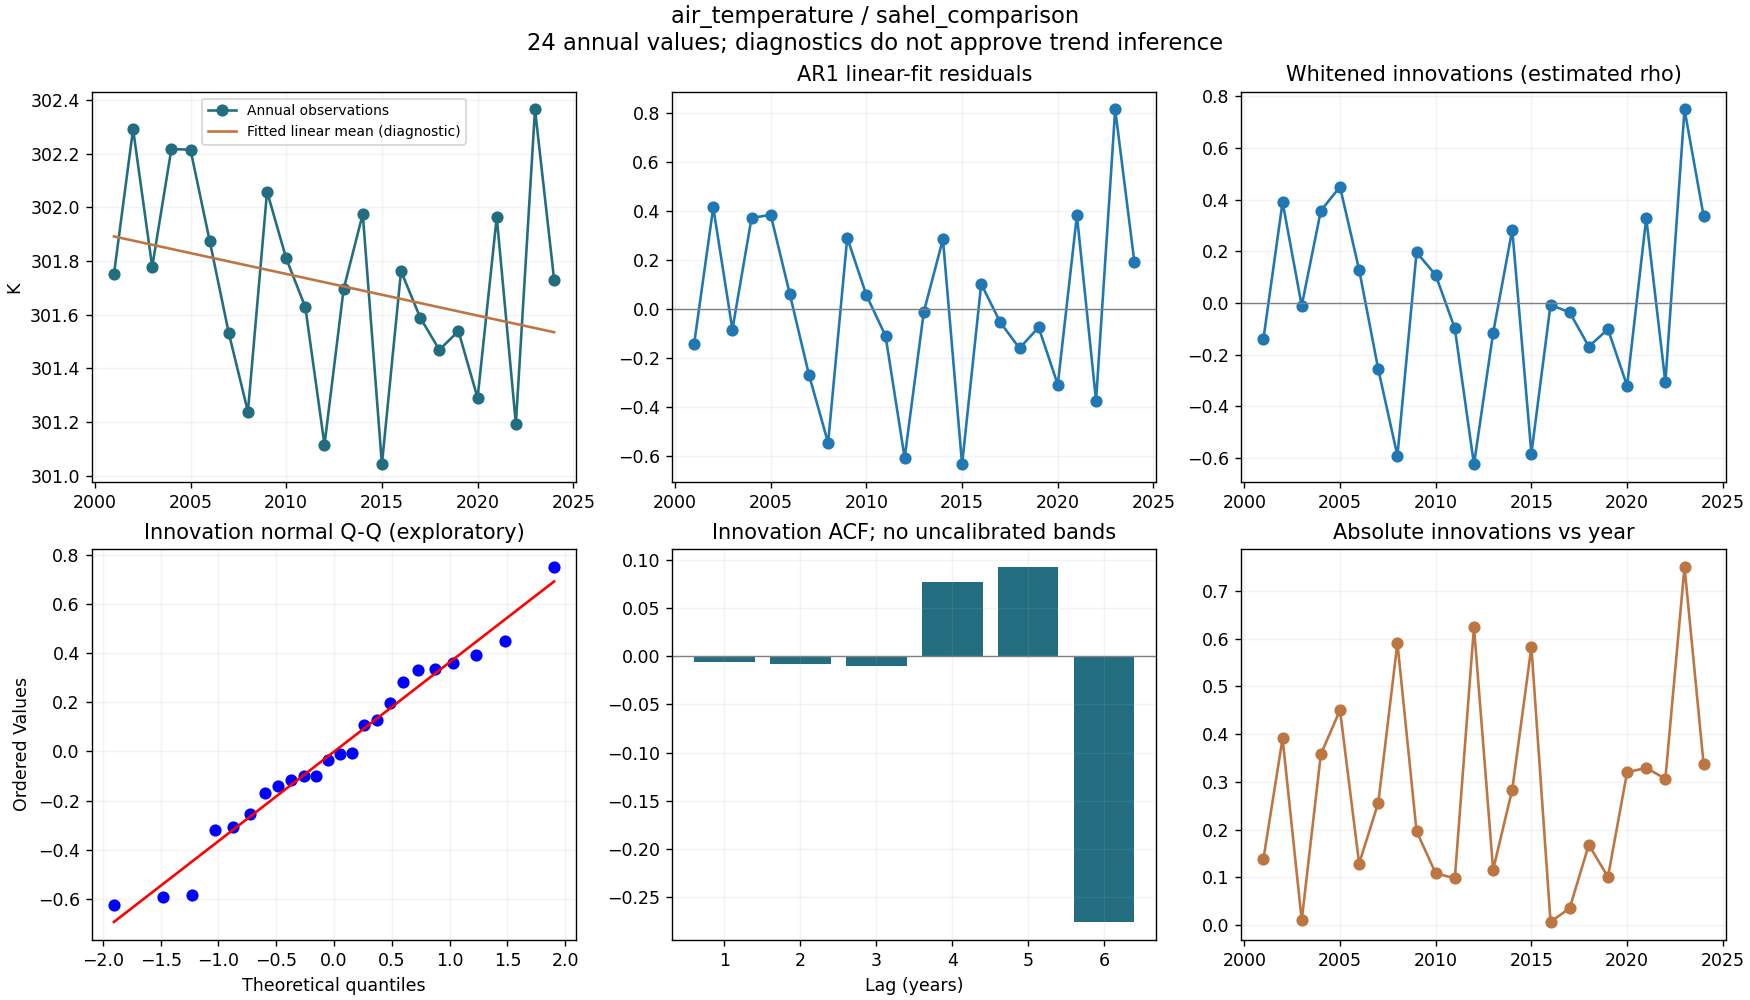 air_temperature / sahel_comparison
24 annual values; diagnostics do not approve trend inference
Annual observations
Fitted linear mean (diagnostic)
K
302.4
302.2
302.0
301.8
301.6
301.4
301.2
301.0
2000 2005 2010 2015 2020 2025
AR1 linear-fit residuals
0.8
0.6
0.4
0.2
0.0
−0.2
−0.4
−0.6
2000 2005 2010 2015 2020 2025
Whitened innovations (estimated rho)
0.8
0.6
0.4
0.2
0.0
−0.2
−0.4
−0.6
2000 2005 2010 2015 2020 2025
Innovation normal Q-Q (exploratory)
Ordered Values
0.8
0.6
0.4
0.2
0.0
−0.2
−0.4
−0.6
−2.0 −1.5 −1.0 −0.5 0.0 0.5 1.0 1.5 2.0
Theoretical quantiles
Innovation ACF; no uncalibrated bands
0.10
0.05
0.00
−0.05
−0.10
−0.15
−0.20
−0.25
1 2 3 4 5 6
Lag (years)
Absolute innovations vs year
0.7
0.6
0.5
0.4
0.3
0.2
0.1
0.0
2000 2005 2010 2015 2020 2025